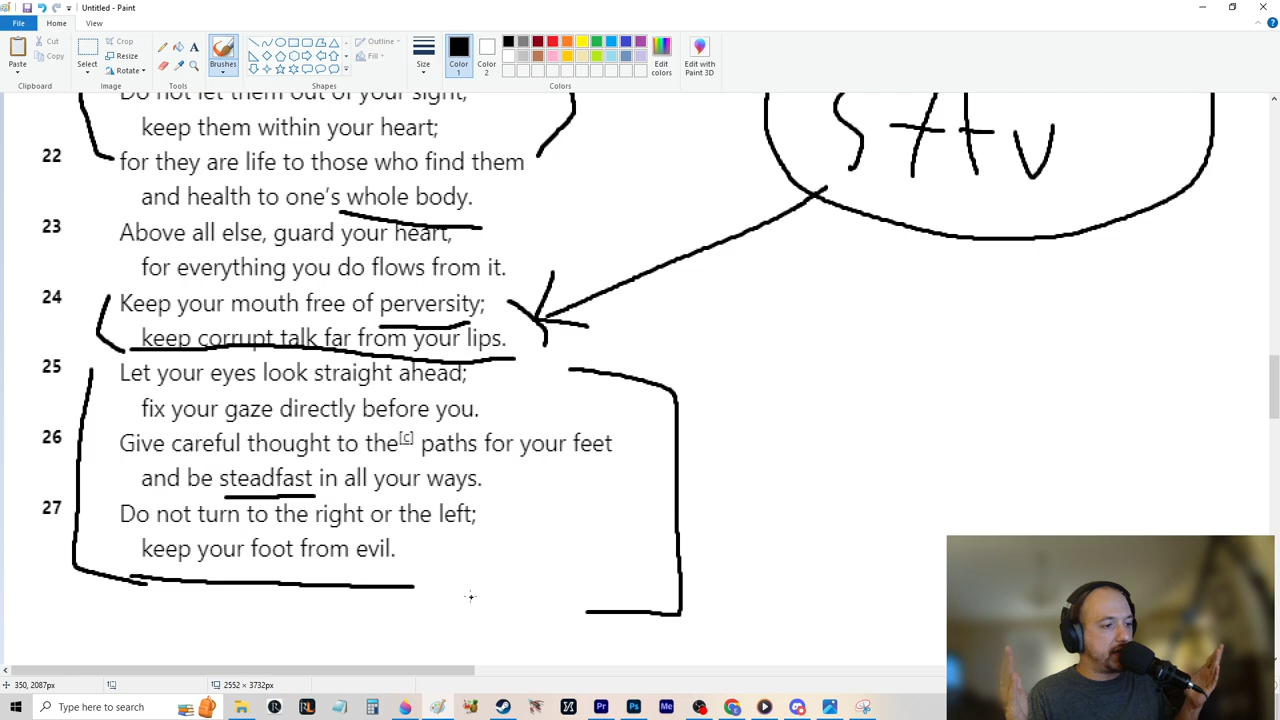 Untitled - Paint
File Home View
Paste Cut Copy Clipboard
Select Crop Resize Rotate Image
Tools
Brushes
Outline Fill Shapes
Size
Color 1 Color 2 Edit colors Edit with Paint 3D Colors
Do not let them out of your sight,
keep them within your heart;
22 for they are life to those who find them
and health to one's whole body.
23 Above all else, guard your heart,
for everything you do flows from it.
24 Keep your mouth free of perversity;
keep corrupt talk far from your lips.
25 Let your eyes look straight ahead;
fix your gaze directly before you.
26 Give careful thought to the[c] paths for your feet
and be steadfast in all your ways.
27 Do not turn to the right or the left;
keep your foot from evil.
350, 2087px 2552 × 3732px
Type here to search